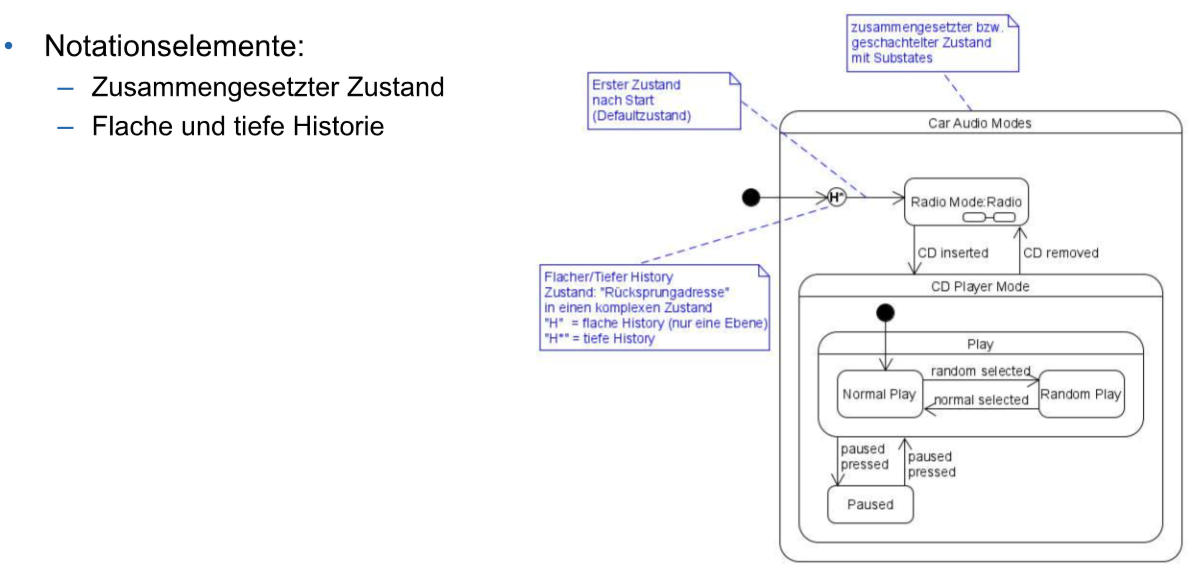 • Notationselemente:
– Zusammengesetzter Zustand
– Flache und tiefe Historie
zusammengesetzter bzw.
geschachtelter Zustand
mit Substates
Erster Zustand
nach Start
(Defaultzustand)
Car Audio Modes
H*
Radio Mode:Radio
CD inserted
CD removed
Flacher/Tiefer History
Zustand: "Rücksprungadresse"
in einen komplexen Zustand
"H" = flache History (nur eine Ebene)
"H*" = tiefe History
CD Player Mode
Play
random selected
Normal Play
normal selected
Random Play
paused
pressed
paused
pressed
Paused